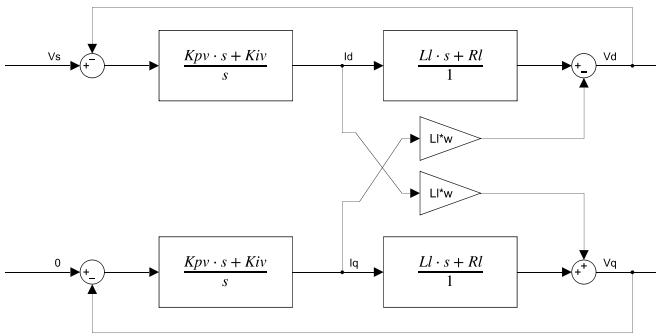 Vs
+
−
Kpv · s + Kiv
s
Id
Ll · s + Rl
1
+
−
Vd
Ll*w
Ll*w
0
+
−
Kpv · s + Kiv
s
Iq
Ll · s + Rl
1
+
+
Vq